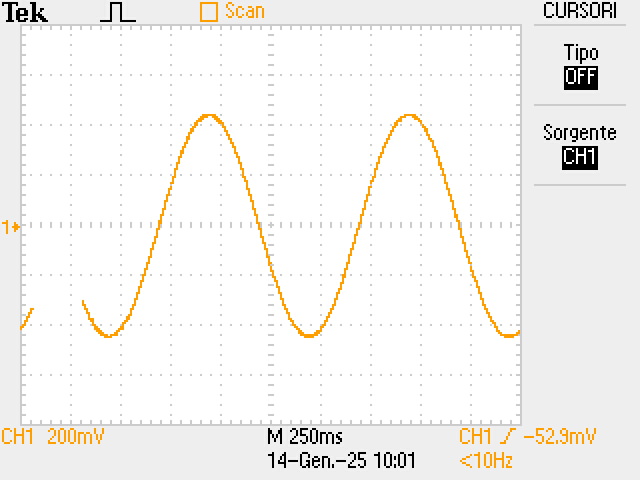 Tek
Scan
CURSORI
Tipo
OFF
Sorgente
CH1
1
CH1 200mV
M 250ms
CH1 -52.9mV
14-Gen.-25 10:01
<10Hz